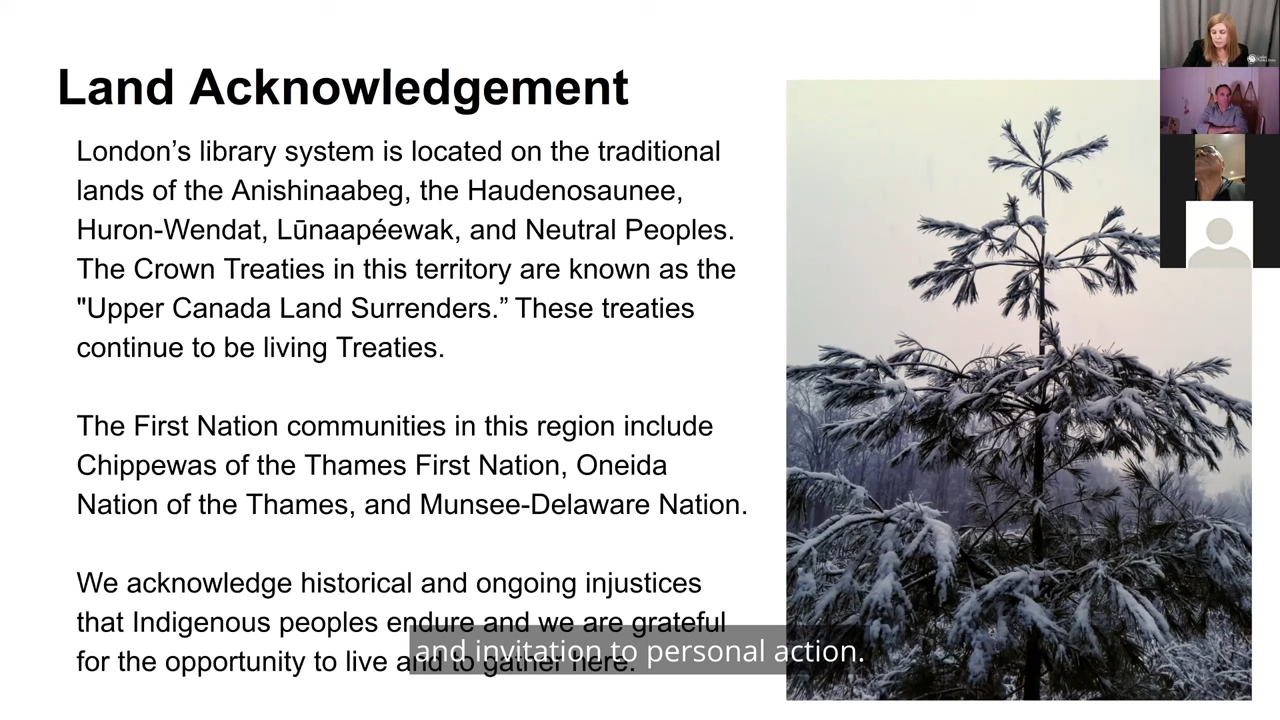 Land Acknowledgement
London’s library system is located on the traditional
lands of the Anishinaabeg, the Haudenosaunee,
Huron-Wendat, Lūnaapéewak, and Neutral Peoples.
The Crown Treaties in this territory are known as the
"Upper Canada Land Surrenders.” These treaties
continue to be living Treaties.
The First Nation communities in this region include
Chippewas of the Thames First Nation, Oneida
Nation of the Thames, and Munsee-Delaware Nation.
We acknowledge historical and ongoing injustices
that Indigenous peoples endure and we are grateful
for the opportunity to live and to gather here.
and invitation to personal action.